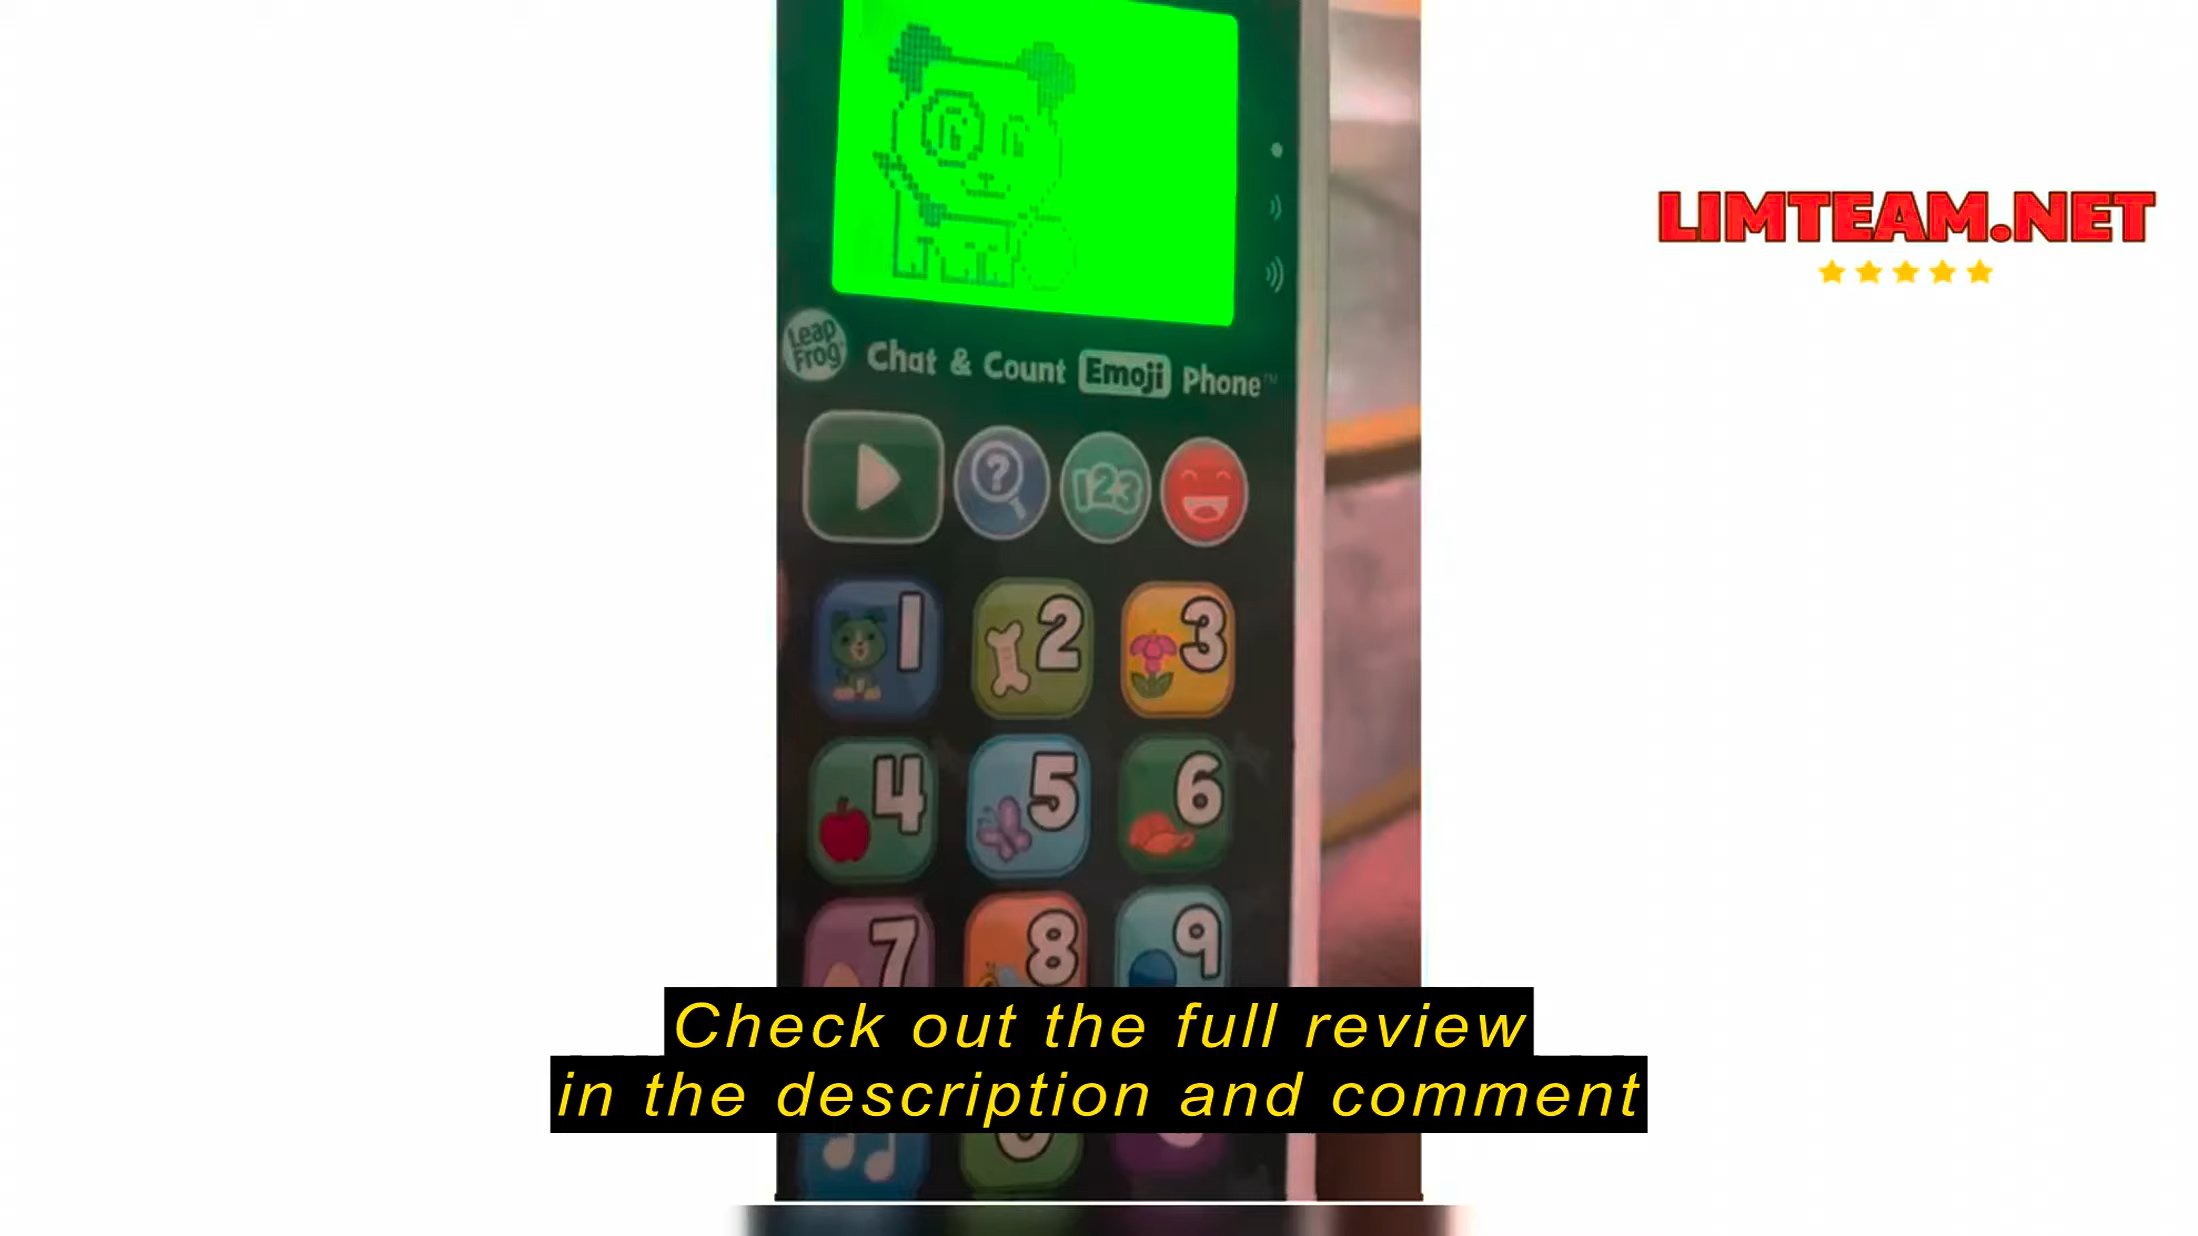 LIMTEAM.NET
Leap
Frog
Chat & Count Emoji Phone™
123
1
2
3
4
5
6
7
8
9
Check out the full review
in the description and comment